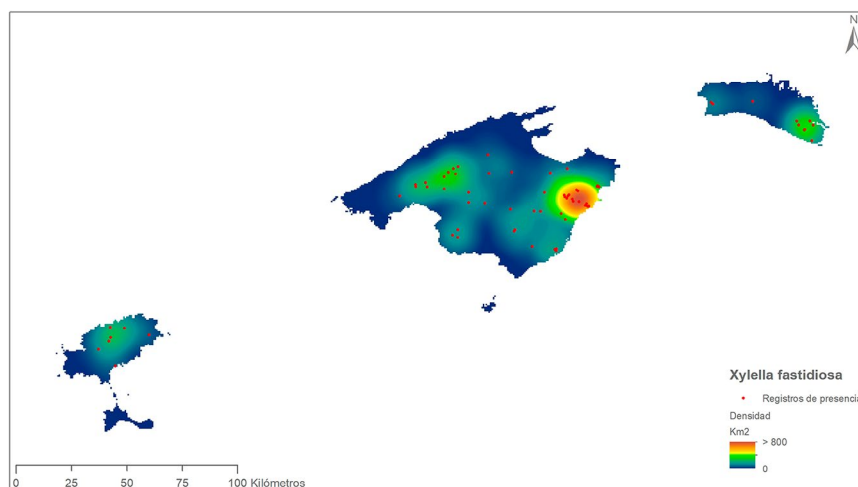 N
Xylella fastidiosa
Registros de presencia
Densidad
Km2
> 800
0
0 25 50 75 100 Kilómetros